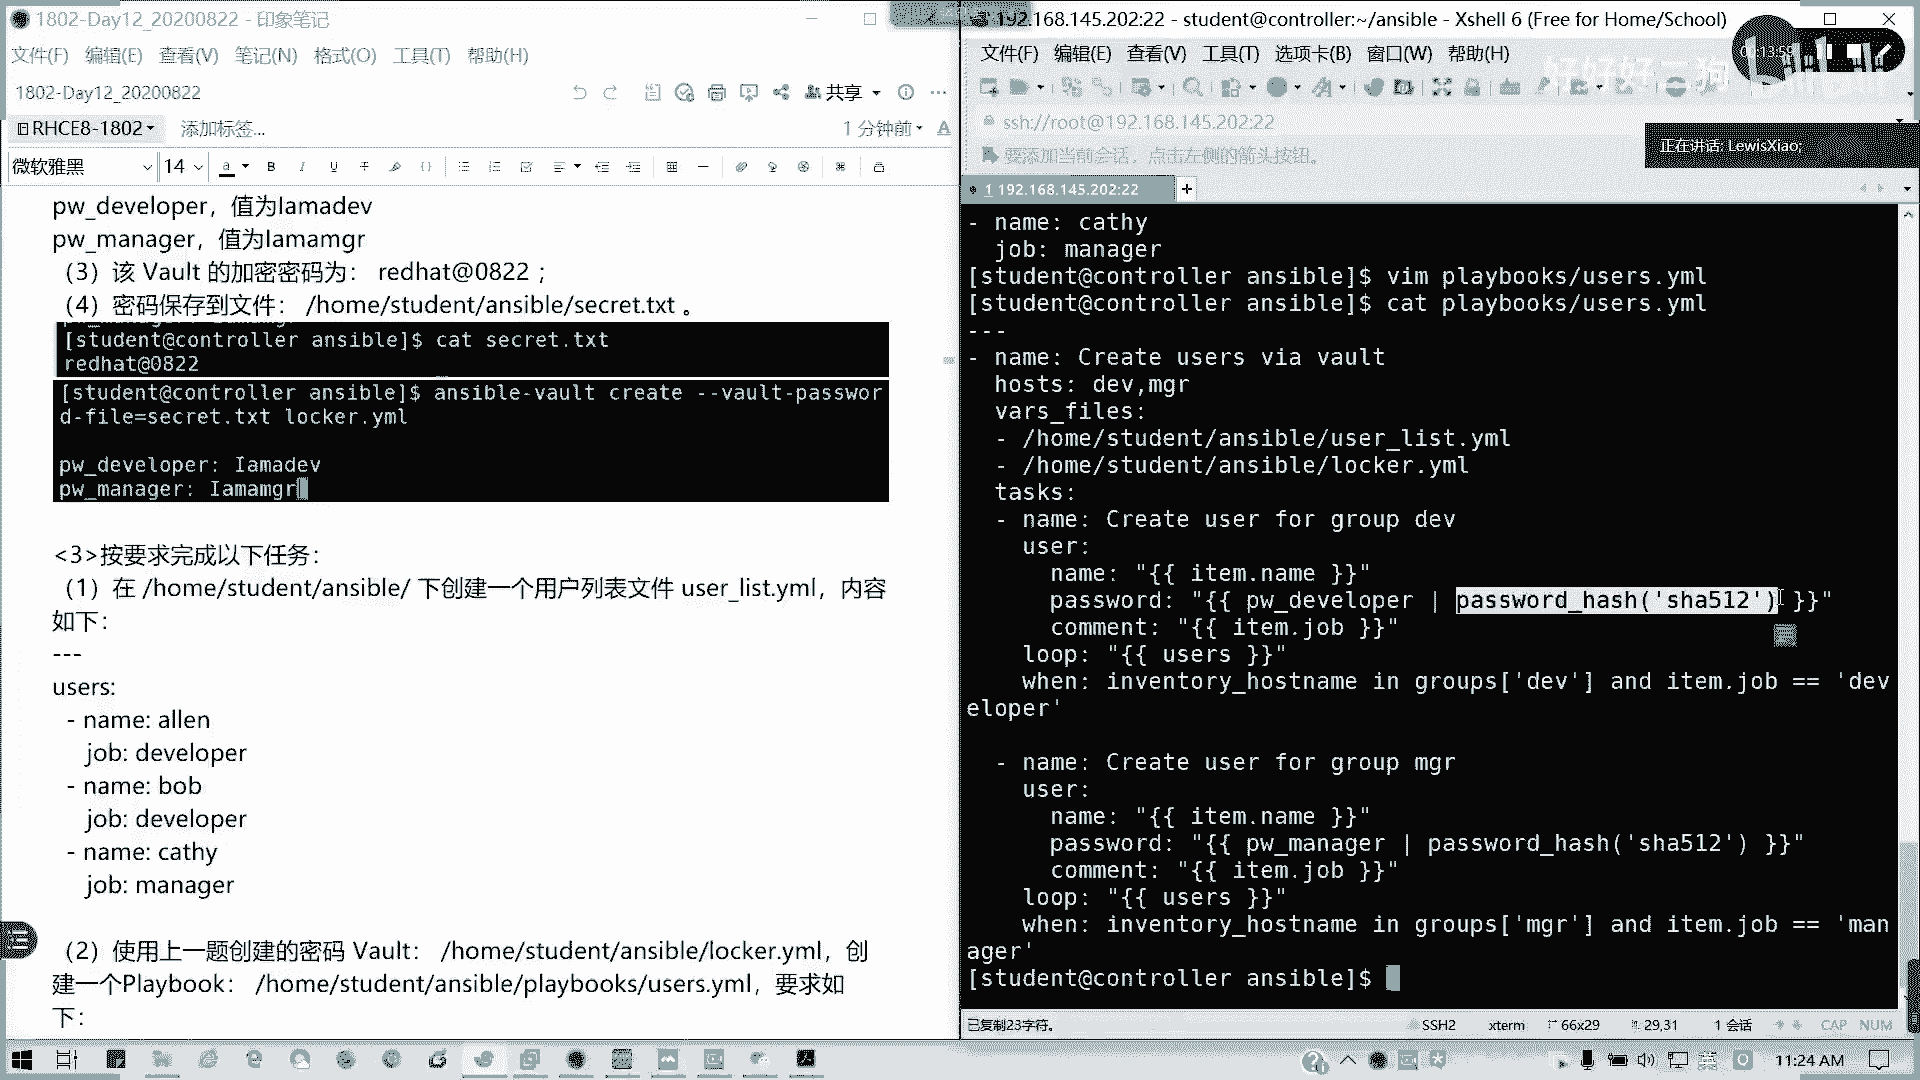 1802-Day12_20200822 - 印象笔记
文件(F) 编辑(E) 查看(V) 笔记(N) 格式(O) 工具(T) 帮助(H)
1802-Day12_20200822
共享
RHCE8-1802 添加标签...
1 分钟前
微软雅黑 14
pw_developer，值为Iamadev
pw_manager，值为Iamamgr
（3）该 Vault 的加密密码为： redhat@0822；
（4）密码保存到文件： /home/student/ansible/secret.txt 。
[student@controller ansible]$ cat secret.txt
redhat@0822
[student@controller ansible]$ ansible-vault create --vault-passwor
d-file=secret.txt locker.yml
pw_developer: Iamadev
pw_manager: Iamamgr
<3>按要求完成以下任务：
（1）在 /home/student/ansible/ 下创建一个用户列表文件 user_list.yml，内容
如下：
---
users:
- name: allen
job: developer
- name: bob
job: developer
- name: cathy
job: manager
（2）使用上一题创建的密码 Vault： /home/student/ansible/locker.yml，创
建一个Playbook： /home/student/ansible/playbooks/users.yml，要求如
下：
192.168.145.202:22 - student@controller:~/ansible - Xshell 6 (Free for Home/School)
文件(F) 编辑(E) 查看(V) 工具(T) 选项卡(B) 窗口(W) 帮助(H)
好好好二狗
ssh://root@192.168.145.202:22
要添加当前会话，点击左侧的箭头按钮。
正在讲话: LewisXiao;
1 192.168.145.202:22
- name: cathy
job: manager
[student@controller ansible]$ vim playbooks/users.yml
[student@controller ansible]$ cat playbooks/users.yml
---
- name: Create users via vault
hosts: dev,mgr
vars_files:
- /home/student/ansible/user_list.yml
- /home/student/ansible/locker.yml
tasks:
- name: Create user for group dev
user:
name: "{{ item.name }}"
password: "{{ pw_developer | password_hash('sha512') }}"
comment: "{{ item.job }}"
loop: "{{ users }}"
when: inventory_hostname in groups['dev'] and item.job == 'dev
eloper'
- name: Create user for group mgr
user:
name: "{{ item.name }}"
password: "{{ pw_manager | password_hash('sha512') }}"
comment: "{{ item.job }}"
loop: "{{ users }}"
when: inventory_hostname in groups['mgr'] and item.job == 'man
ager'
[student@controller ansible]$
已复制23字符。 SSH2 xterm 66x29 29,31 1 会话 CAP NUM
11:24 AM